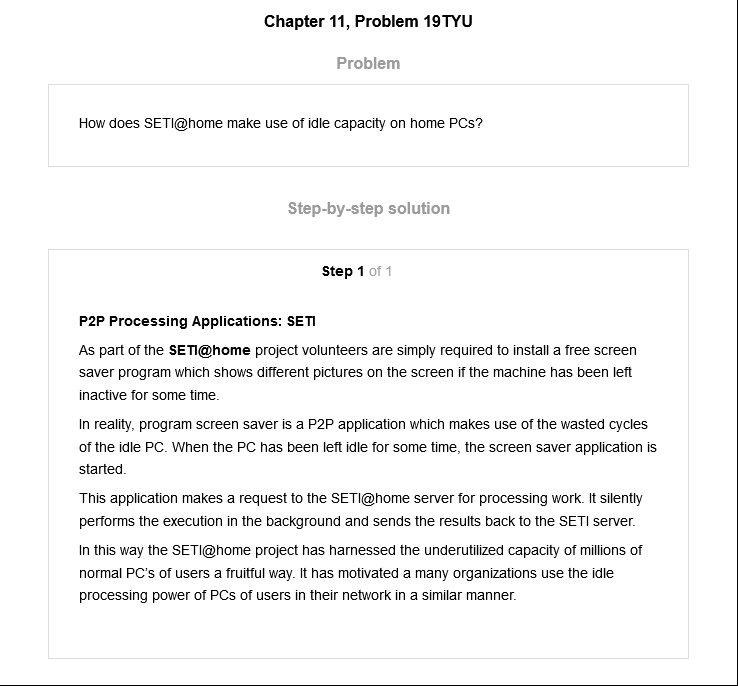 Chapter 11, Problem 19TYU
Problem
How does SETI@home make use of idle capacity on home PCs?
Step-by-step solution
Step 1 of 1
P2P Processing Applications: SETI
As part of the SETI@home project volunteers are simply required to install a free screen
saver program which shows different pictures on the screen if the machine has been left
inactive for some time.
In reality, program screen saver is a P2P application which makes use of the wasted cycles
of the idle PC. When the PC has been left idle for some time, the screen saver application is
started.
This application makes a request to the SETI@home server for processing work. It silently
performs the execution in the background and sends the results back to the SETI server.
In this way the SETI@home project has harnessed the underutilized capacity of millions of
normal PC's of users a fruitful way. It has motivated a many organizations use the idle
processing power of PCs of users in their network in a similar manner.